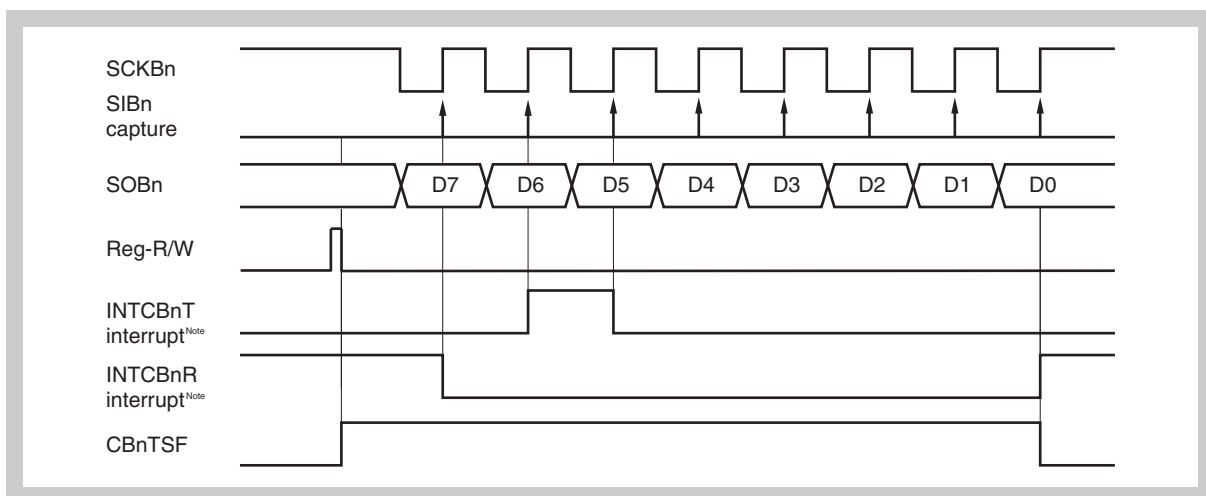 SCKBn
SIBn
capture
SOBn
D7 D6 D5 D4 D3 D2 D1 D0
Reg-R/W
INTCBnT
interruptNote
INTCBnR
interruptNote
CBnTSF